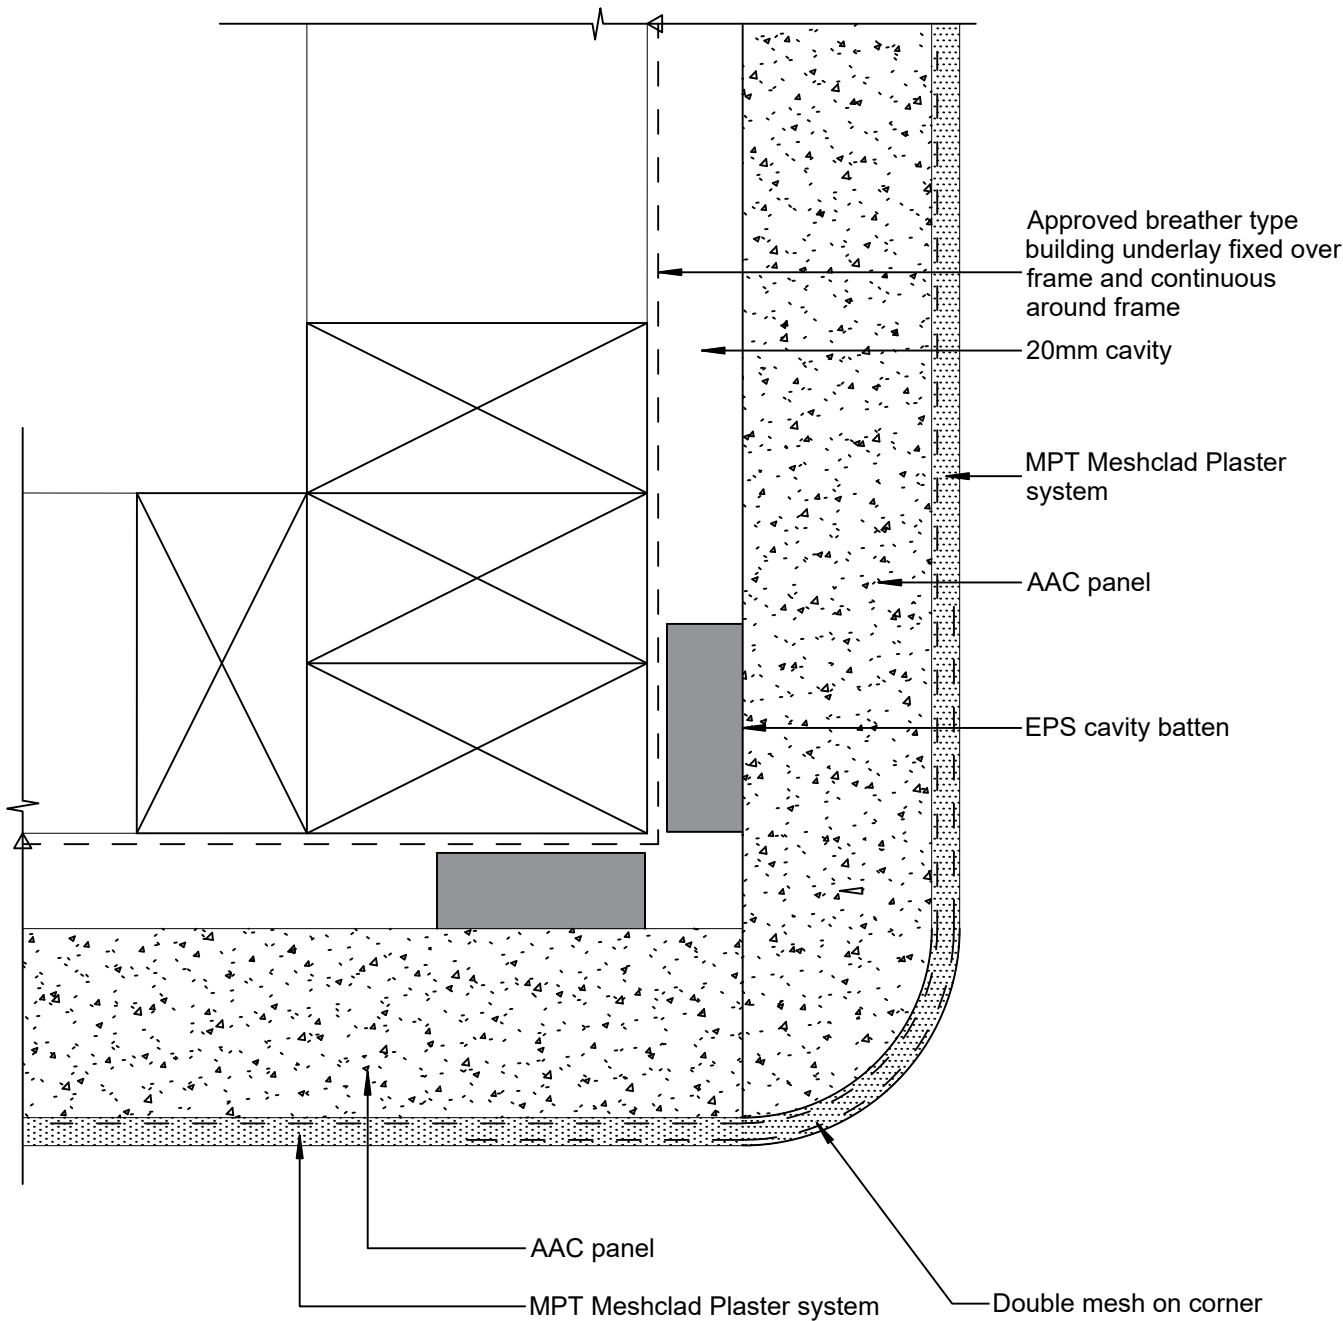 Approved breather type
building underlay fixed over
frame and continuous
around frame
20mm cavity
MPT Meshclad Plaster
system
AAC panel
EPS cavity batten
AAC panel
MPT Meshclad Plaster system
Double mesh on corner